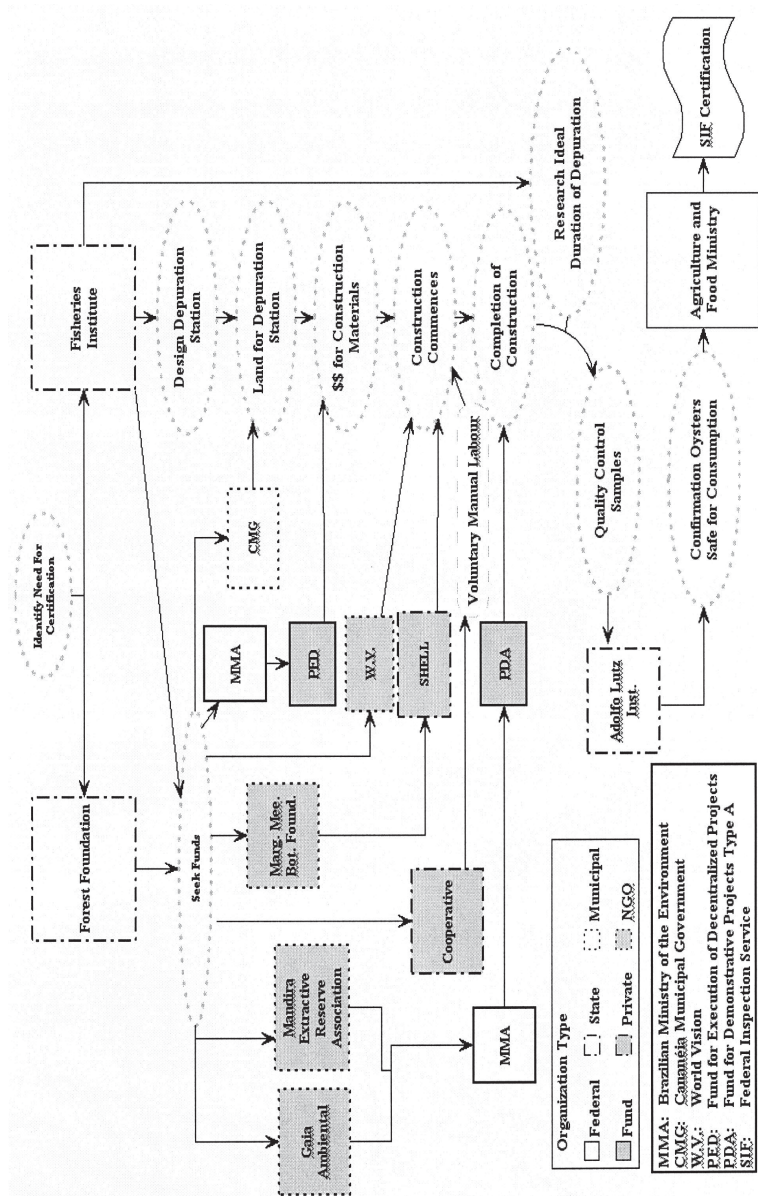 Identify Need For
Certification
Forest Foundation
Fisheries
Institute
Seek Funds
Design Depuration
Station
Land for Depuration
Station
$$ for Construction
Materials
Construction
Commences
Completion of
Construction
Research Ideal
Duration of Depuration
CMG
MMA
PED
W.V.
SHELL
Marg. Mee.
Bot. Found.
Cooperative
Voluntary Manual Labour
Mandira
Extractive
Reserve
Association
Gaia
Ambiental
MMA
PDA
Quality Control
Samples
Adolfo Lutz
Inst.
Confirmation Oysters
Safe for Consumption
Agriculture and
Food Ministry
SIF Certification
Organization Type
Federal State Municipal
Fund Private NGO
MMA: Brazilian Ministry of the Environment
CMG: Cananéia Municipal Government
W.V.: World Vision
PED: Fund for Execution of Decentralized Projects
PDA: Fund for Demonstrative Projects Type A
SIF: Federal Inspection Service